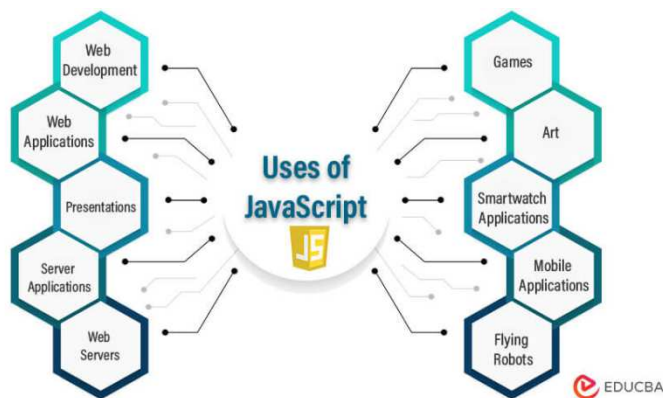 Web
Development
Web
Applications
Presentations
Server
Applications
Web
Servers
Uses of
JavaScript
JS
Games
Art
Smartwatch
Applications
Mobile
Applications
Flying
Robots
EDUCBA